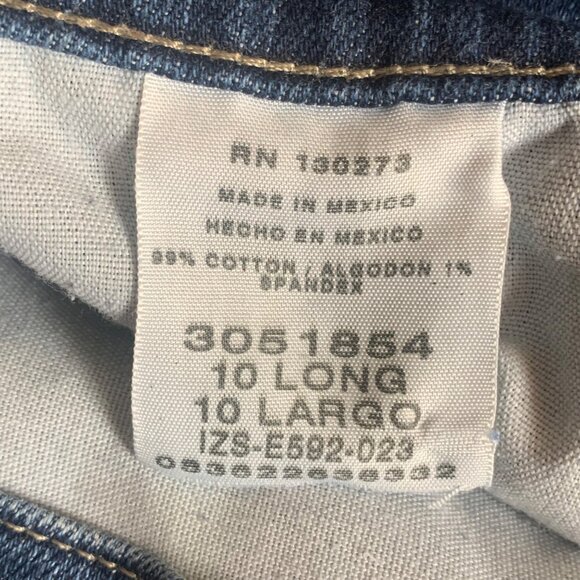 RN 130273
MADE IN MEXICO
HECHO EN MEXICO
99% COTTON / ALGODON 1%
SPANDEX
3051854
10 LONG
10 LARGO
IZS-E592-023